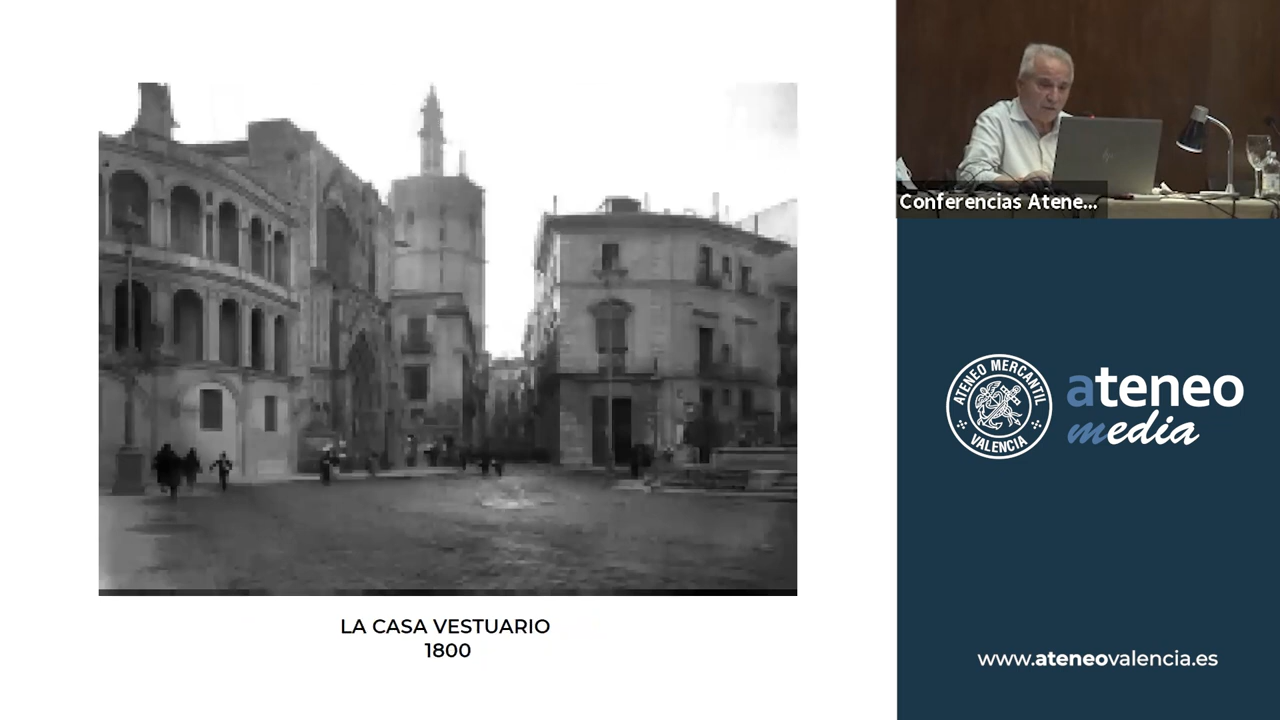 LA CASA VESTUARIO
1800
Conferencias Atene...
ATENEO MERCANTIL
VALENCIA
ateneo
media
www.ateneovalencia.es